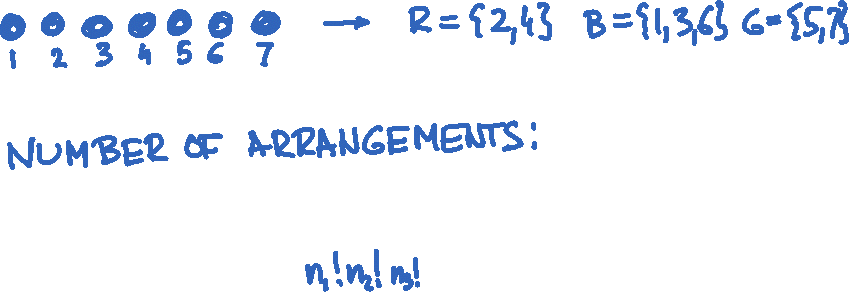 → R={2,4} B={1,3,6} G={5,7}
1 2 3 4 5 6 7
NUMBER OF ARRANGEMENTS:
n₁!n₂!n₃!